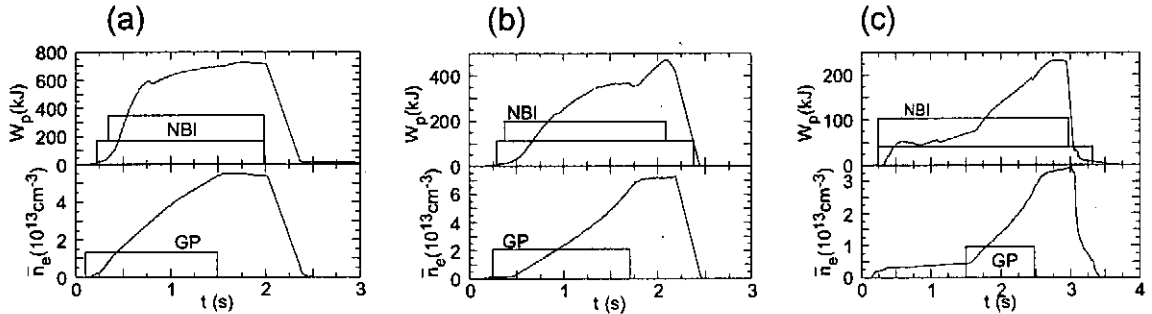 (a) (b) (c)
W_p(kJ)
800
600
400
200
0
NBI
n̄_e(10^13cm^-3)
4
2
0
GP
0 1 2 3
t (s)
W_p(kJ)
400
200
0
NBI
n̄_e(10^13cm^-3)
6
4
2
0
GP
0 1 2 3
t (s)
W_p(kJ)
200
100
0
NBI
n̄_e(10^13cm^-3)
3
2
1
0
GP
0 1 2 3 4
t (s)